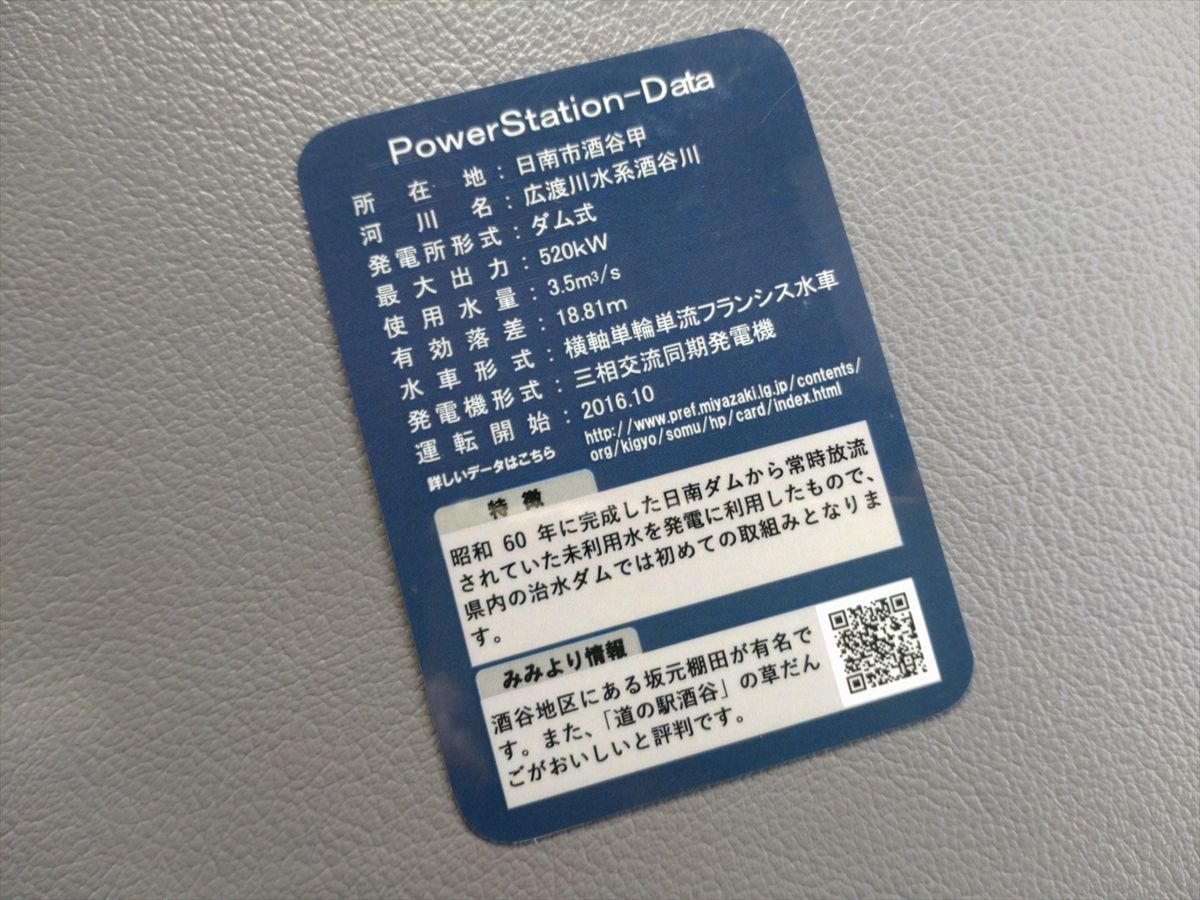 PowerStation-Data
所在地：日南市酒谷甲
河川名：広渡川水系酒谷川
発電所形式：ダム式
最大出力：520kW
使用水量：3.5m³/s
有効落差：18.81m
水車形式：横軸単輪単流フランシス水車
発電機形式：三相交流同期発電機
運転開始：2016.10
詳しいデータはこちら
http://www.pref.miyazaki.lg.jp/contents/
org/kigyo/somu/hp/card/index.html
特徴
昭和 60 年に完成した日南ダムから常時放流
されていた未利用水を発電に利用したもので、
県内の治水ダムでは初めての取組みとなりま
す。
みみより情報
酒谷地区にある坂元棚田が有名で
す。また、「道の駅酒谷」の草だん
ごがおいしいと評判です。